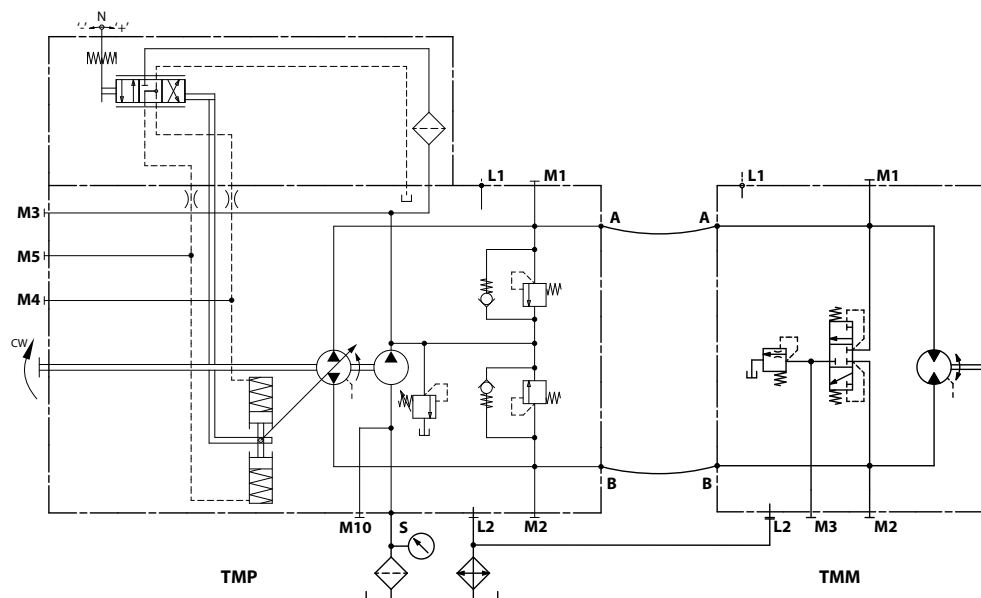 N
'-' '+'
L1 M1 L1 M1
M3
A A
M5
M4
CW
B B
M10 S L2 M2 L2 M3 M2
TMP TMM